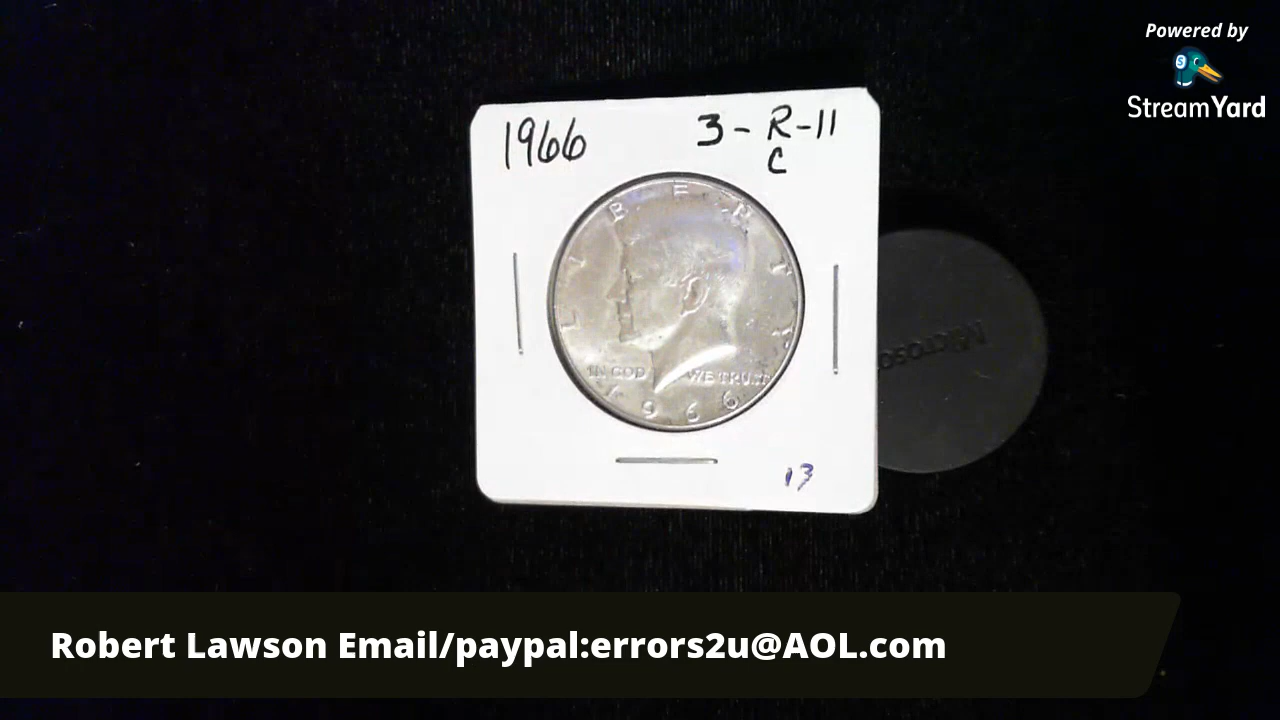 Powered by
StreamYard
1966
3-R-11
C
LIBERTY
IN GOD WE TRUST
1966
Microso
13
Robert Lawson Email/paypal:errors2u@AOL.com